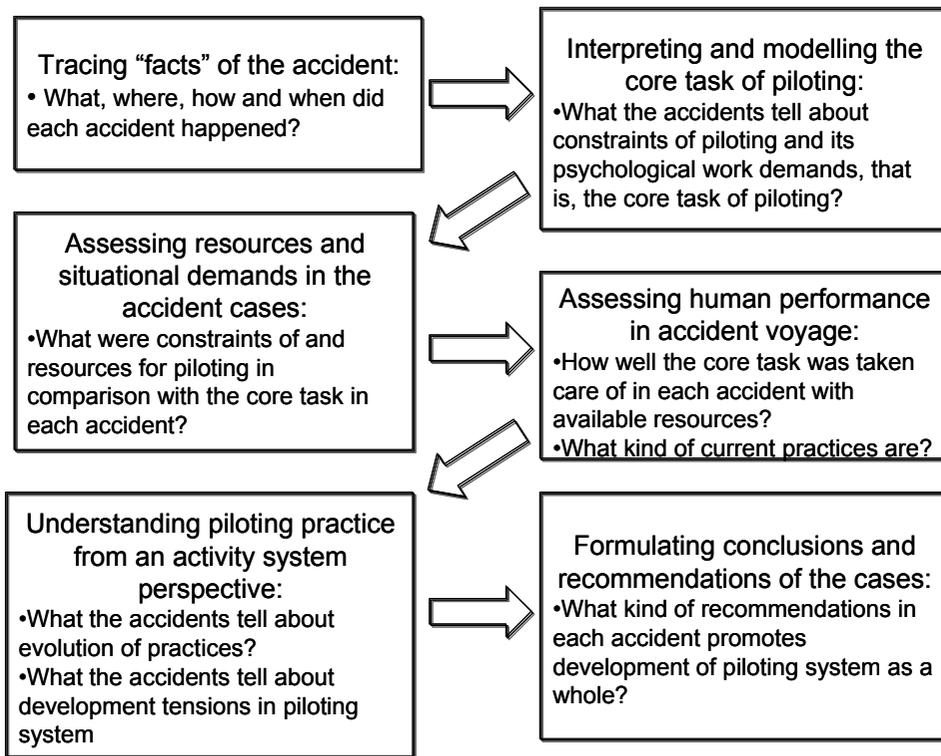 Tracing “facts” of the accident:
• What, where, how and when did
each accident happened?
Interpreting and modelling the
core task of piloting:
•What the accidents tell about
constraints of piloting and its
psychological work demands, that
is, the core task of piloting?
Assessing resources and
situational demands in the
accident cases:
•What were constraints of and
resources for piloting in
comparison with the core task in
each accident?
Assessing human performance
in accident voyage:
•How well the core task was taken
care of in each accident with
available resources?
•What kind of current practices are?
Understanding piloting practice
from an activity system
perspective:
•What the accidents tell about
evolution of practices?
•What the accidents tell about
development tensions in piloting
system
Formulating conclusions and
recommendations of the cases:
•What kind of recommendations in
each accident promotes
development of piloting system as a
whole?